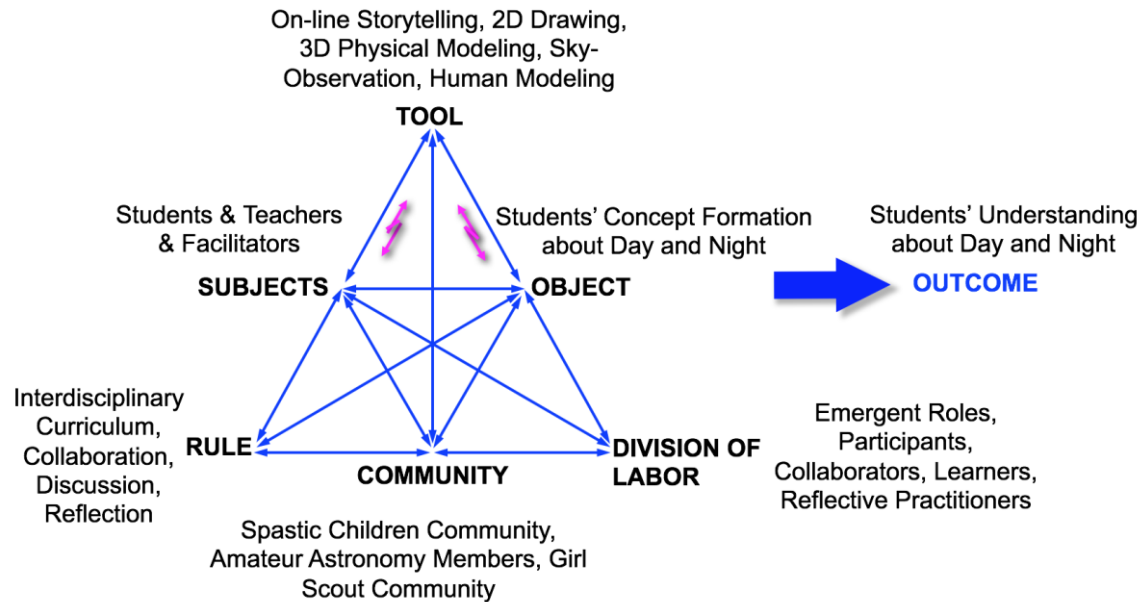 On-line Storytelling, 2D Drawing,
3D Physical Modeling, Sky-
Observation, Human Modeling
TOOL
Students & Teachers
& Facilitators
SUBJECTS
Students’ Concept Formation
about Day and Night
OBJECT
Students’ Understanding
about Day and Night
OUTCOME
Interdisciplinary
Curriculum,
Collaboration,
Discussion,
Reflection
RULE
COMMUNITY
DIVISION OF
LABOR
Emergent Roles,
Participants,
Collaborators, Learners,
Reflective Practitioners
Spastic Children Community,
Amateur Astronomy Members, Girl
Scout Community